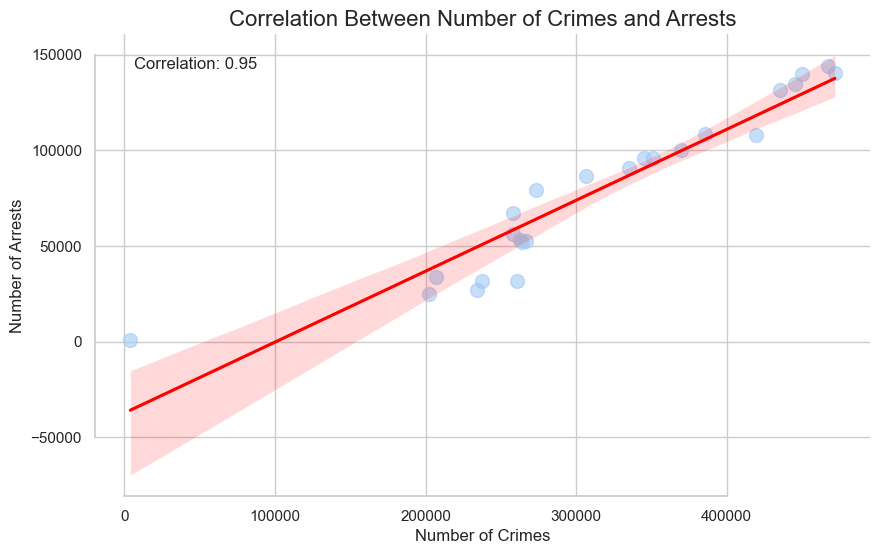 Correlation Between Number of Crimes and Arrests
Correlation: 0.95
150000
100000
50000
0
−50000
Number of Arrests
0 100000 200000 300000 400000
Number of Crimes